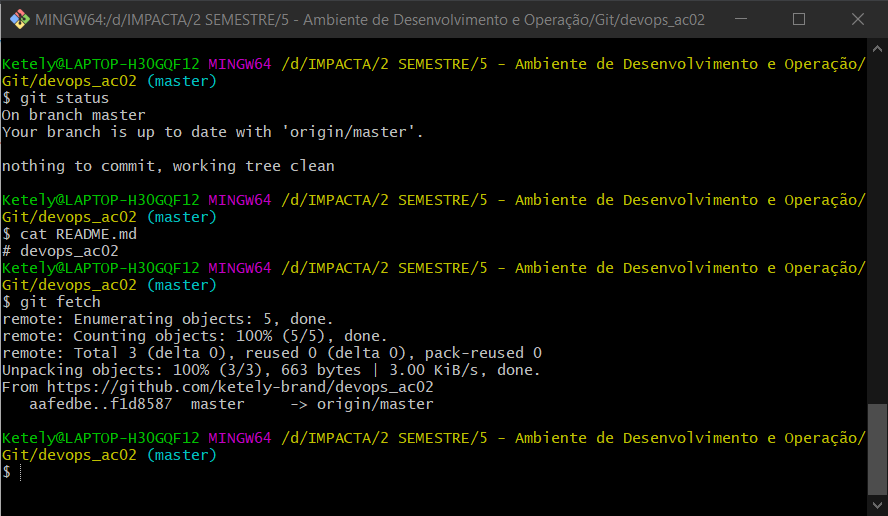 MINGW64:/d/IMPACTA/2 SEMESTRE/5 - Ambiente de Desenvolvimento e Operação/Git/devops_ac02
Ketely@LAPTOP-H30GQF12 MINGW64 /d/IMPACTA/2 SEMESTRE/5 - Ambiente de Desenvolvimento e Operação/
Git/devops_ac02 (master)
$ git status
On branch master
Your branch is up to date with 'origin/master'.
nothing to commit, working tree clean
Ketely@LAPTOP-H30GQF12 MINGW64 /d/IMPACTA/2 SEMESTRE/5 - Ambiente de Desenvolvimento e Operação/
Git/devops_ac02 (master)
$ cat README.md
# devops_ac02
Ketely@LAPTOP-H30GQF12 MINGW64 /d/IMPACTA/2 SEMESTRE/5 - Ambiente de Desenvolvimento e Operação/
Git/devops_ac02 (master)
$ git fetch
remote: Enumerating objects: 5, done.
remote: Counting objects: 100% (5/5), done.
remote: Total 3 (delta 0), reused 0 (delta 0), pack-reused 0
Unpacking objects: 100% (3/3), 663 bytes | 3.00 KiB/s, done.
From https://github.com/ketely-brand/devops_ac02
   aafedbe..f1d8587  master     -> origin/master
Ketely@LAPTOP-H30GQF12 MINGW64 /d/IMPACTA/2 SEMESTRE/5 - Ambiente de Desenvolvimento e Operação/
Git/devops_ac02 (master)
$